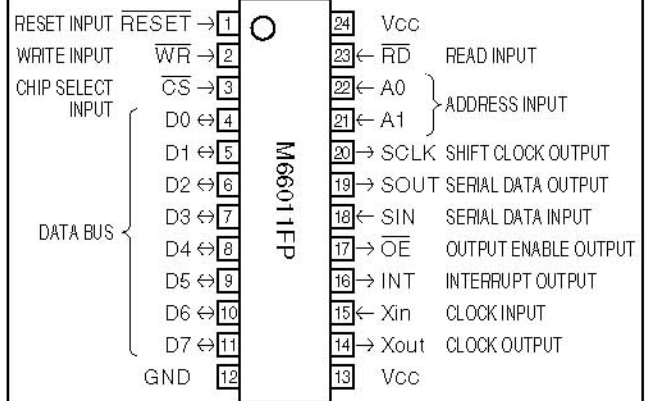 RESET INPUT RESET → 1 24 Vcc
WRITE INPUT WR → 2 23 ← RD READ INPUT
CHIP SELECT INPUT CS → 3 22 ← A0
D0 ↔ 4 21 ← A1 ADDRESS INPUT
D1 ↔ 5 20 → SCLK SHIFT CLOCK OUTPUT
D2 ↔ 6 19 → SOUT SERIAL DATA OUTPUT
D3 ↔ 7 18 ← SIN SERIAL DATA INPUT
DATA BUS
D4 ↔ 8 17 → OE OUTPUT ENABLE OUTPUT
D5 ↔ 9 16 → INT INTERRUPT OUTPUT
D6 ↔ 10 15 ← Xin CLOCK INPUT
D7 ↔ 11 14 → Xout CLOCK OUTPUT
GND 12 13 Vcc
M66011FP